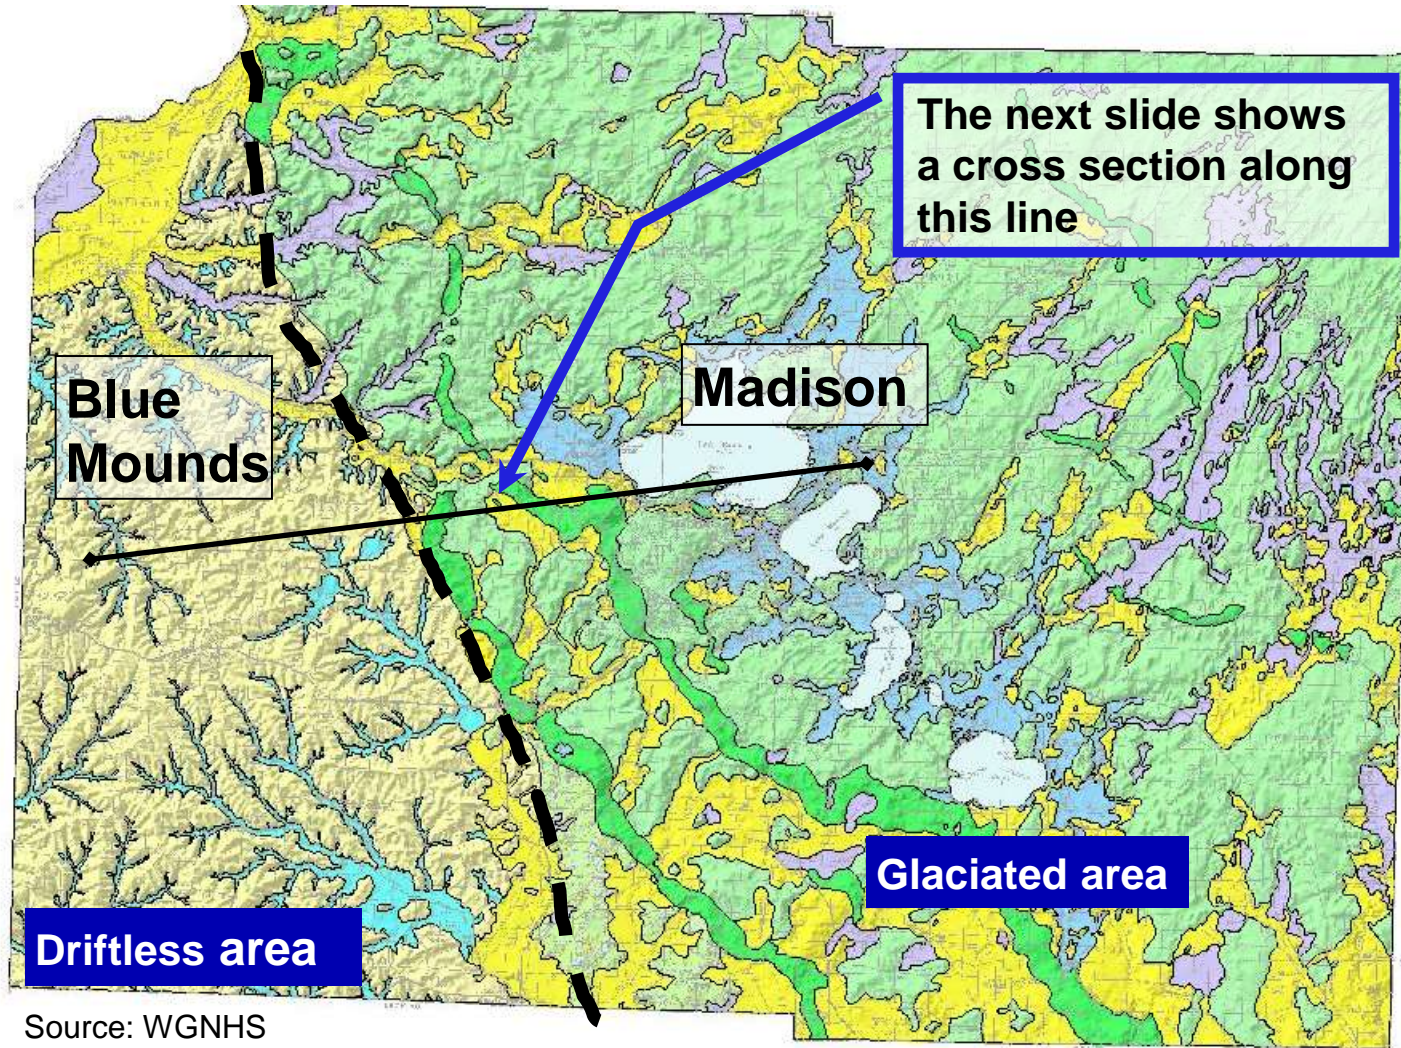 The next slide shows
a cross section along
this line
Blue
Mounds
Madison
Glaciated area
Driftless area
Source: WGNHS